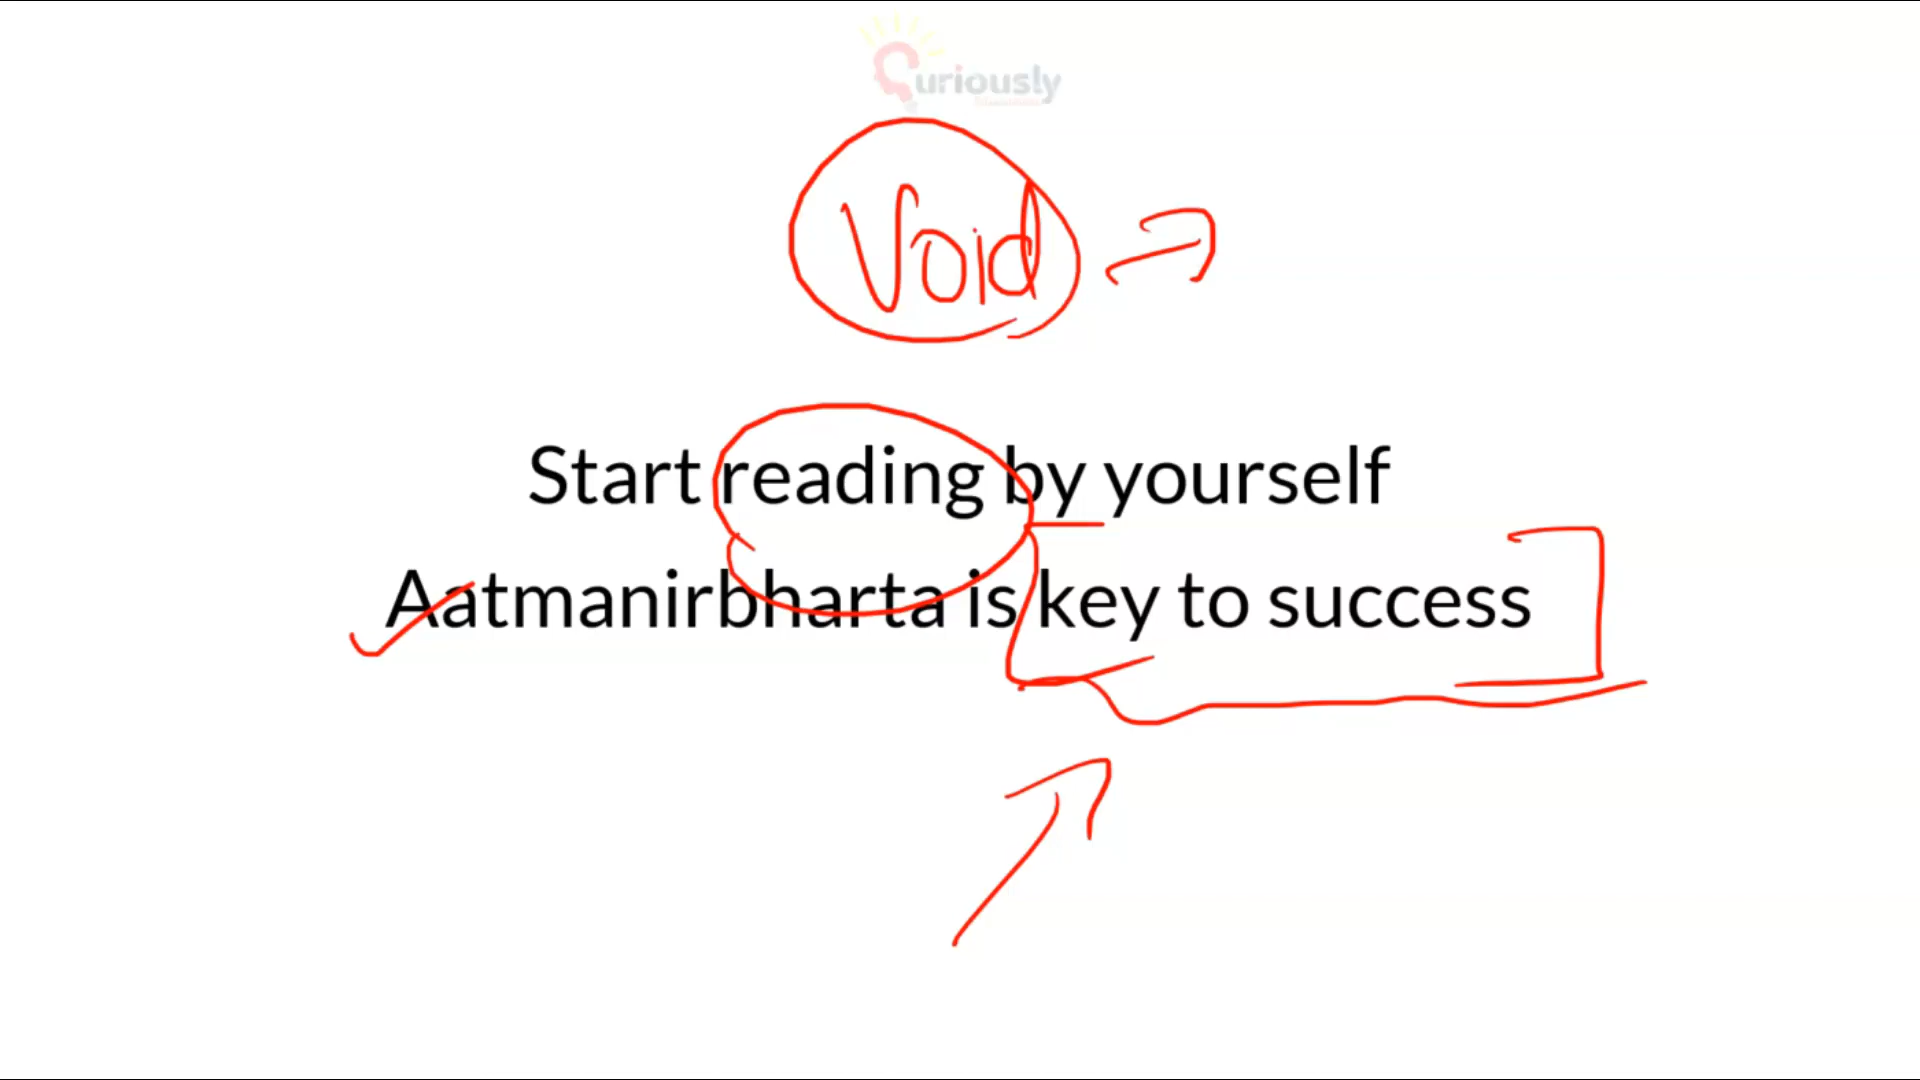 Curiously
Void
Start reading by yourself
Aatmanirbharta is key to success